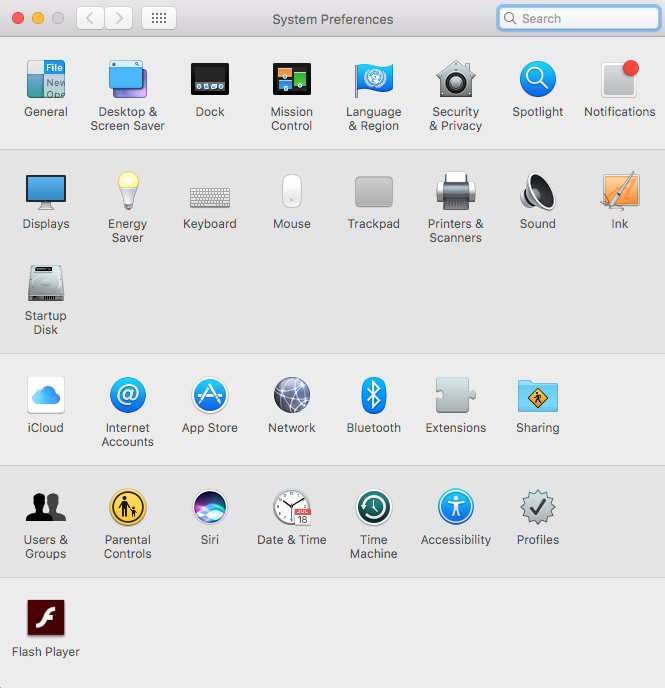 System Preferences
Search
File
New
Ope
General
Desktop &
Screen Saver
Dock
Mission
Control
Language
& Region
Security
& Privacy
Spotlight
Notifications
Displays
Energy
Saver
Keyboard
Mouse
Trackpad
Printers &
Scanners
Sound
Ink
Startup
Disk
@
iCloud
Internet
Accounts
App Store
Network
Bluetooth
Extensions
Sharing
JUL
18
Users &
Groups
Parental
Controls
Siri
Date & Time
Time
Machine
Accessibility
Profiles
Flash Player